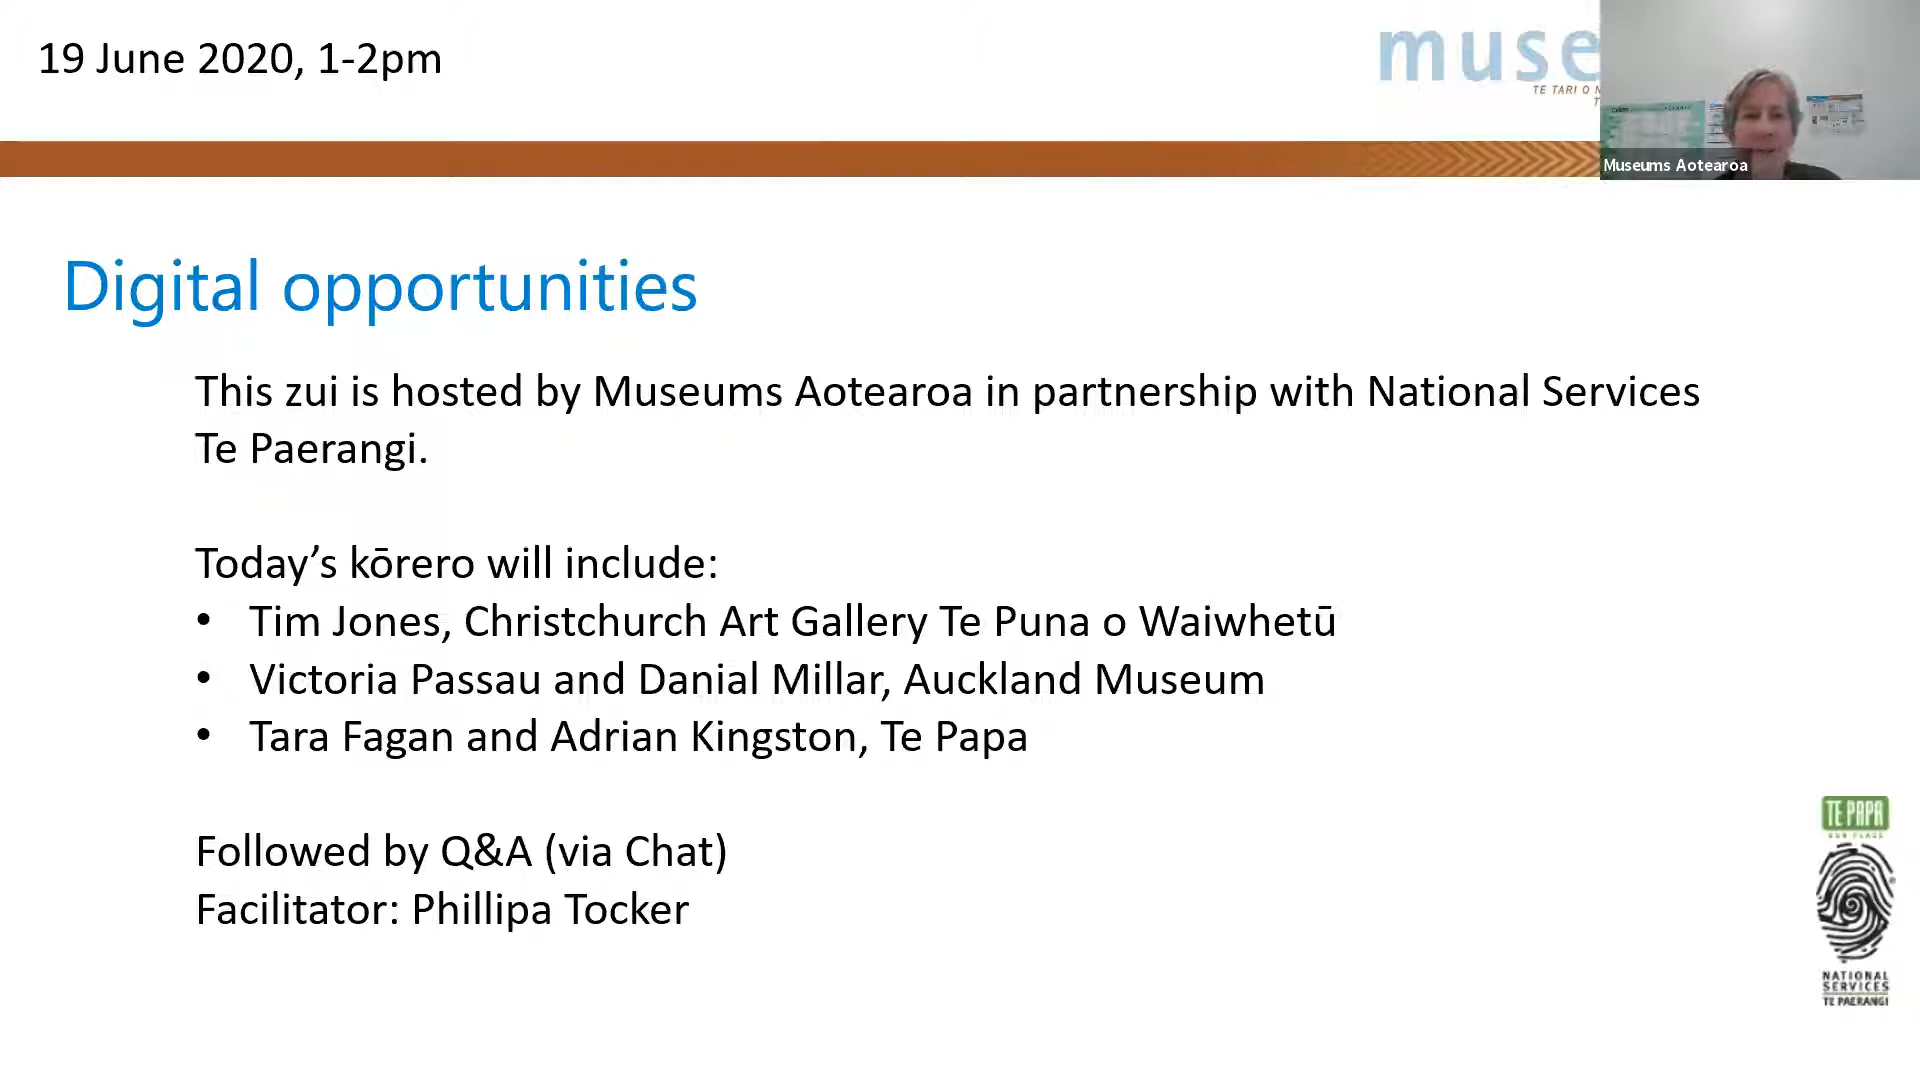 19 June 2020, 1-2pm
muse
TE TARI O
Museums Aotearoa
Digital opportunities
This zui is hosted by Museums Aotearoa in partnership with National Services
Te Paerangi.
Today’s kōrero will include:
• Tim Jones, Christchurch Art Gallery Te Puna o Waiwhetū
• Victoria Passau and Danial Millar, Auckland Museum
• Tara Fagan and Adrian Kingston, Te Papa
Followed by Q&A (via Chat)
Facilitator: Phillipa Tocker
TE PAPA
OUR PLACE
NATIONAL
SERVICES
TE PAERANGI